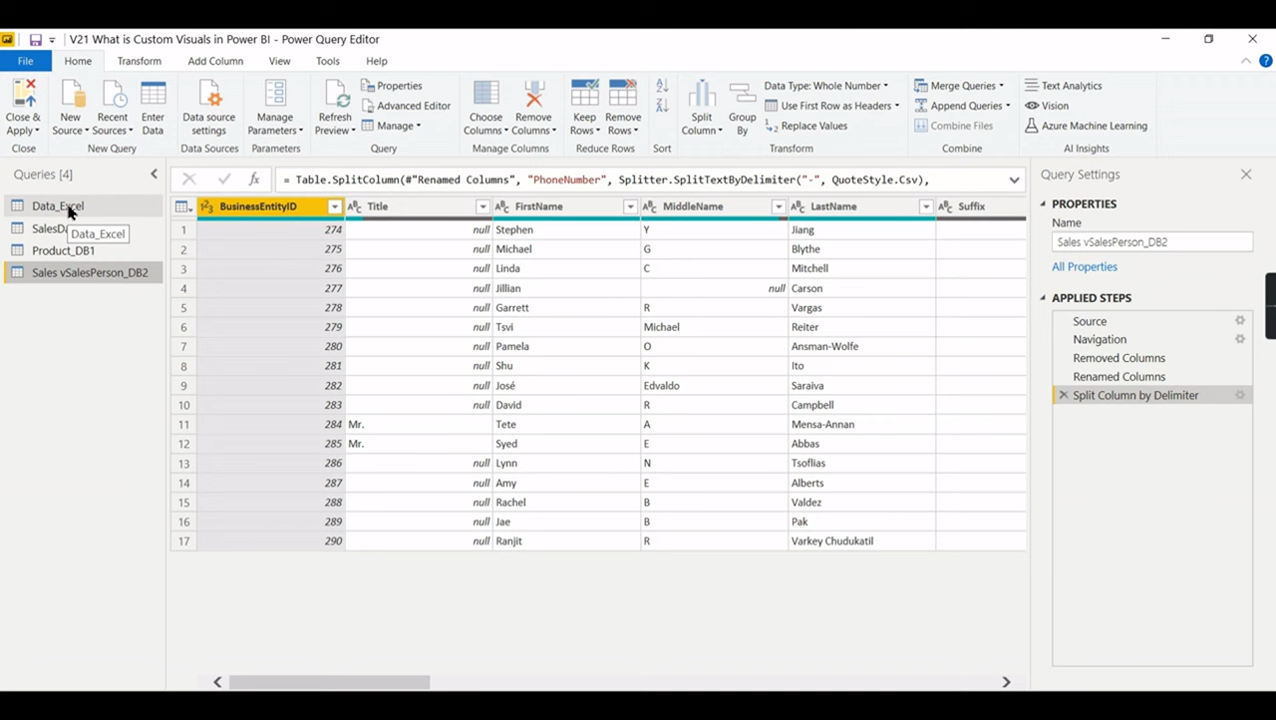 V21 What is Custom Visuals in Power BI - Power Query Editor
File Home Transform Add Column View Tools Help
Close & Apply
Close
New Source
Recent Sources
Enter Data
New Query
Data source settings
Data Sources
Manage Parameters
Parameters
Refresh Preview
Properties
Advanced Editor
Manage
Query
Choose Columns
Remove Columns
Manage Columns
Keep Rows
Remove Rows
Reduce Rows
Sort
Split Column
Group By
Data Type: Whole Number
Use First Row as Headers
Replace Values
Transform
Merge Queries
Append Queries
Combine Files
Combine
Text Analytics
Vision
Azure Machine Learning
AI Insights
Queries [4]
Data_Excel
SalesDa
Data_Excel
Product_DB1
Sales vSalesPerson_DB2
fx = Table.SplitColumn(#"Renamed Columns", "PhoneNumber", Splitter.SplitTextByDelimiter("-", QuoteStyle.Csv),
BusinessEntityID Title FirstName MiddleName LastName Suffix
1 274 null Stephen Y Jiang
2 275 null Michael G Blythe
3 276 null Linda C Mitchell
4 277 null Jillian null Carson
5 278 null Garrett R Vargas
6 279 null Tsvi Michael Reiter
7 280 null Pamela O Ansman-Wolfe
8 281 null Shu K Ito
9 282 null José Edvaldo Saraiva
10 283 null David R Campbell
11 284 Mr. Tete A Mensa-Annan
12 285 Mr. Syed E Abbas
13 286 null Lynn N Tsoflias
14 287 null Amy E Alberts
15 288 null Rachel B Valdez
16 289 null Jae B Pak
17 290 null Ranjit R Varkey Chudukatil
Query Settings
PROPERTIES
Name
Sales vSalesPerson_DB2
All Properties
APPLIED STEPS
Source
Navigation
Removed Columns
Renamed Columns
Split Column by Delimiter